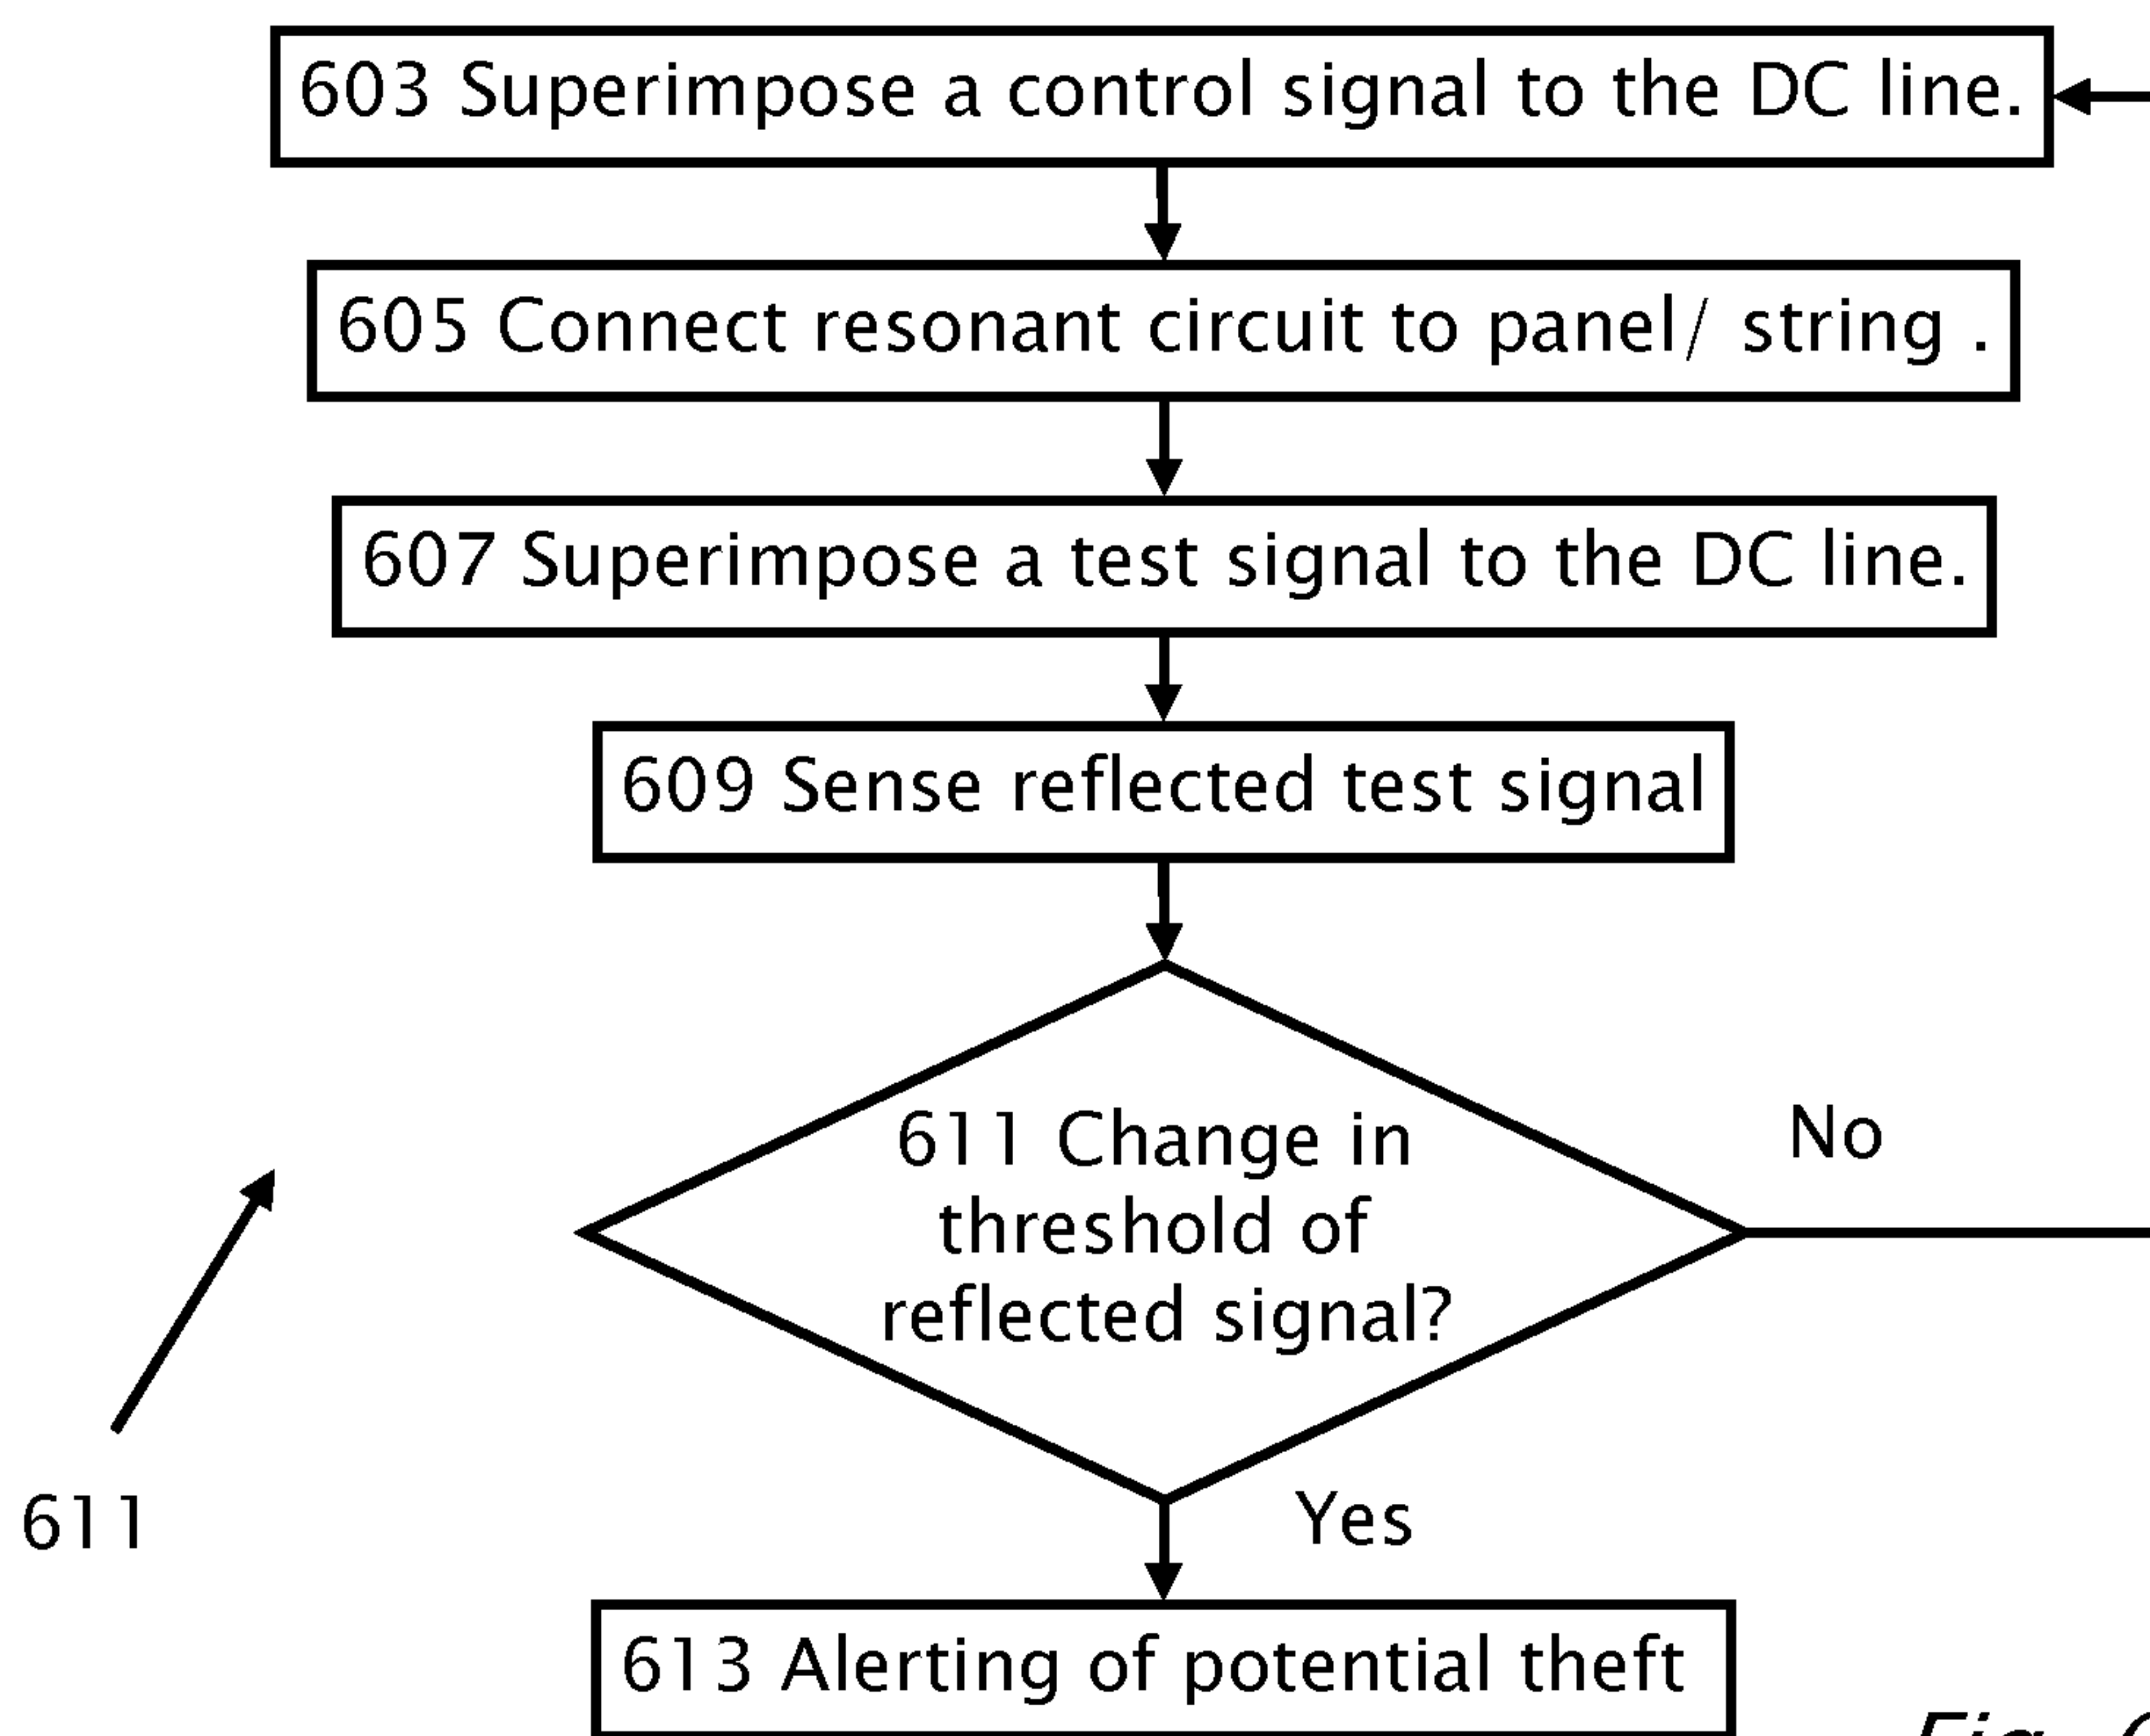 603 Superimpose a control signal to the DC line.
605 Connect resonant circuit to panel/ string .
607 Superimpose a test signal to the DC line.
609 Sense reflected test signal
611 Change in
threshold of
reflected signal?
No
611
Yes
613 Alerting of potential theft